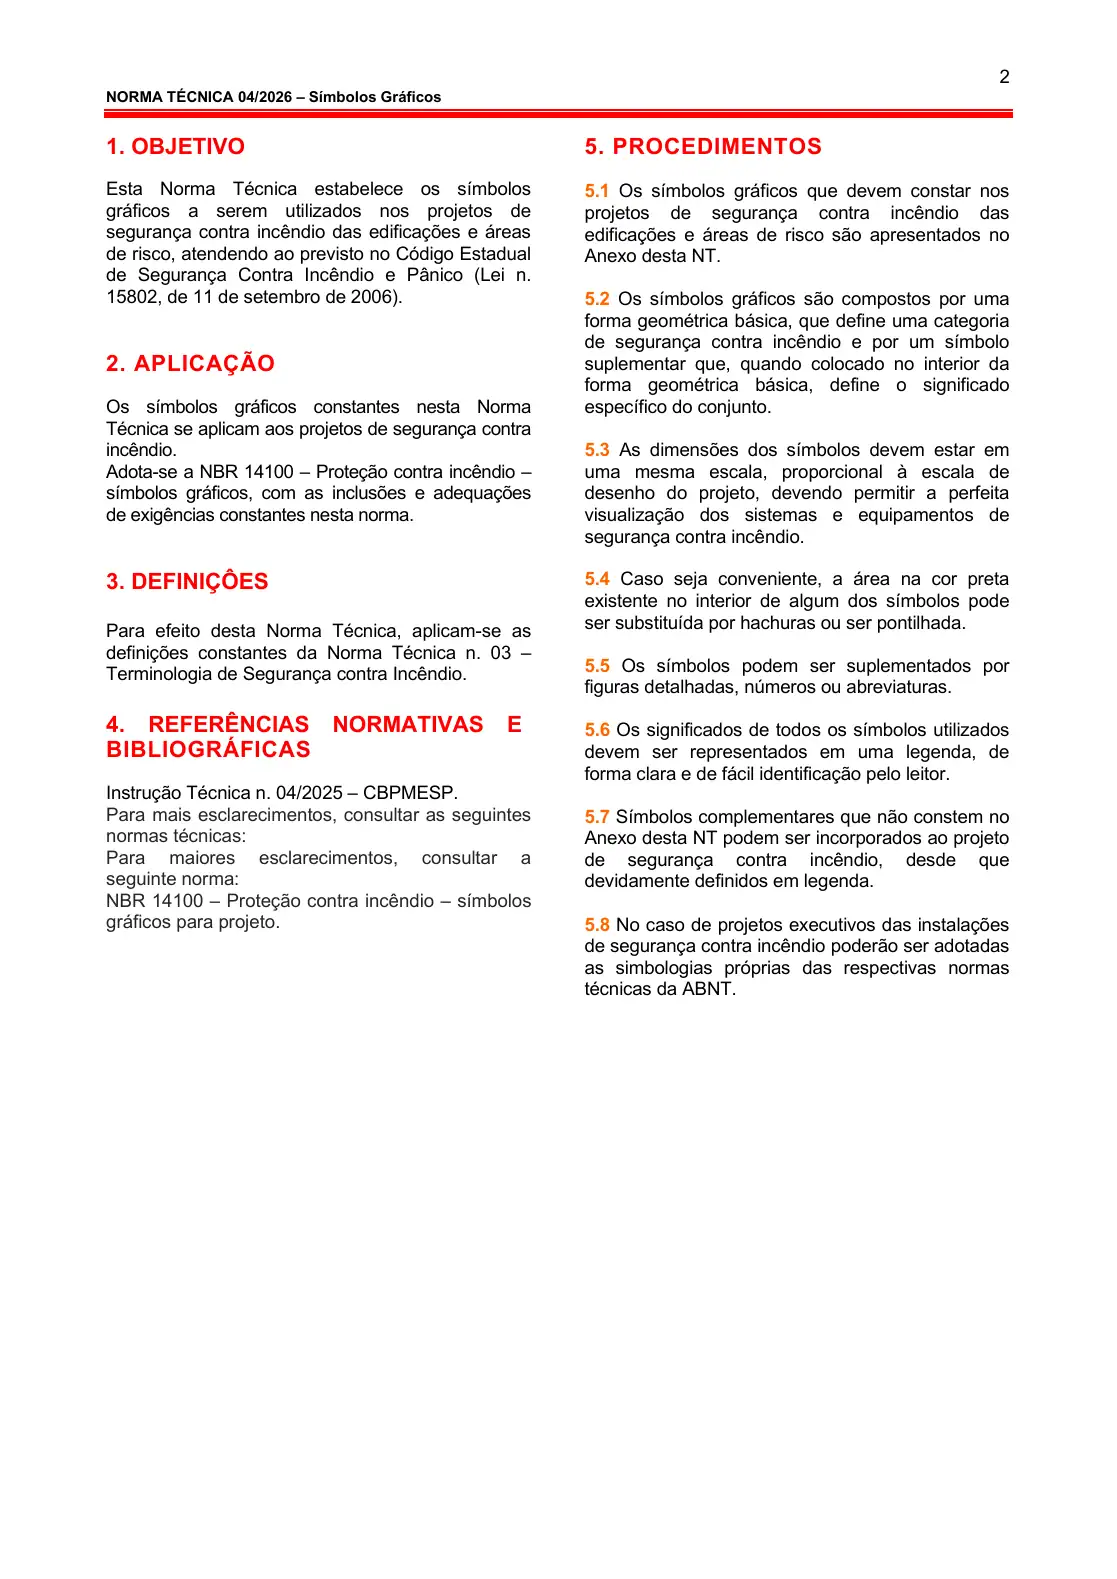 2
NORMA TÉCNICA 04/2026 – Símbolos Gráficos
1. OBJETIVO
Esta Norma Técnica estabelece os símbolos
gráficos a serem utilizados nos projetos de
segurança contra incêndio das edificações e áreas
de risco, atendendo ao previsto no Código Estadual
de Segurança Contra Incêndio e Pânico (Lei n.
15802, de 11 de setembro de 2006).
2. APLICAÇÃO
Os símbolos gráficos constantes nesta Norma
Técnica se aplicam aos projetos de segurança contra
incêndio.
Adota-se a NBR 14100 – Proteção contra incêndio –
símbolos gráficos, com as inclusões e adequações
de exigências constantes nesta norma.
3. DEFINIÇÔES
Para efeito desta Norma Técnica, aplicam-se as
definições constantes da Norma Técnica n. 03 –
Terminologia de Segurança contra Incêndio.
4. REFERÊNCIAS NORMATIVAS E
BIBLIOGRÁFICAS
Instrução Técnica n. 04/2025 – CBPMESP.
Para mais esclarecimentos, consultar as seguintes
normas técnicas:
Para maiores esclarecimentos, consultar a
seguinte norma:
NBR 14100 – Proteção contra incêndio – símbolos
gráficos para projeto.
5. PROCEDIMENTOS
5.1 Os símbolos gráficos que devem constar nos
projetos de segurança contra incêndio das
edificações e áreas de risco são apresentados no
Anexo desta NT.
5.2 Os símbolos gráficos são compostos por uma
forma geométrica básica, que define uma categoria
de segurança contra incêndio e por um símbolo
suplementar que, quando colocado no interior da
forma geométrica básica, define o significado
específico do conjunto.
5.3 As dimensões dos símbolos devem estar em
uma mesma escala, proporcional à escala de
desenho do projeto, devendo permitir a perfeita
visualização dos sistemas e equipamentos de
segurança contra incêndio.
5.4 Caso seja conveniente, a área na cor preta
existente no interior de algum dos símbolos pode
ser substituída por hachuras ou ser pontilhada.
5.5 Os símbolos podem ser suplementados por
figuras detalhadas, números ou abreviaturas.
5.6 Os significados de todos os símbolos utilizados
devem ser representados em uma legenda, de
forma clara e de fácil identificação pelo leitor.
5.7 Símbolos complementares que não constem no
Anexo desta NT podem ser incorporados ao projeto
de segurança contra incêndio, desde que
devidamente definidos em legenda.
5.8 No caso de projetos executivos das instalações
de segurança contra incêndio poderão ser adotadas
as simbologias próprias das respectivas normas
técnicas da ABNT.